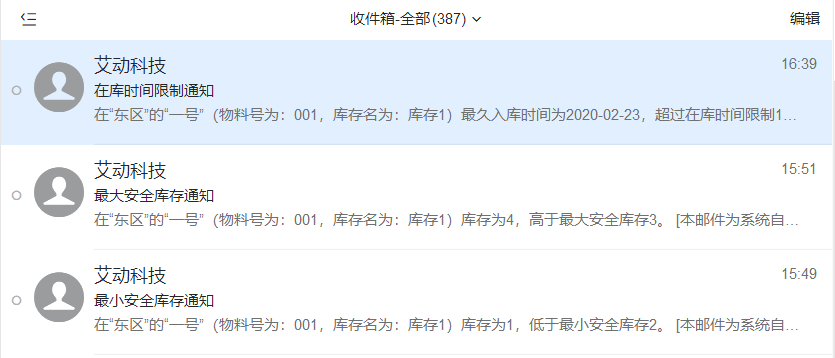 收件箱-全部(387)
编辑
艾动科技
16:39
在库时间限制通知
在“东区”的“一号”（物料号为：001，库存名为：库存1）最久入库时间为2020-02-23，超过在库时间限制1...
艾动科技
15:51
最大安全库存通知
在“东区”的“一号”（物料号为：001，库存名为：库存1）库存为4，高于最大安全库存3。 [本邮件为系统自...
艾动科技
15:49
最小安全库存通知
在“东区”的“一号”（物料号为：001，库存名为：库存1）库存为1，低于最小安全库存2。 [本邮件为系统自...